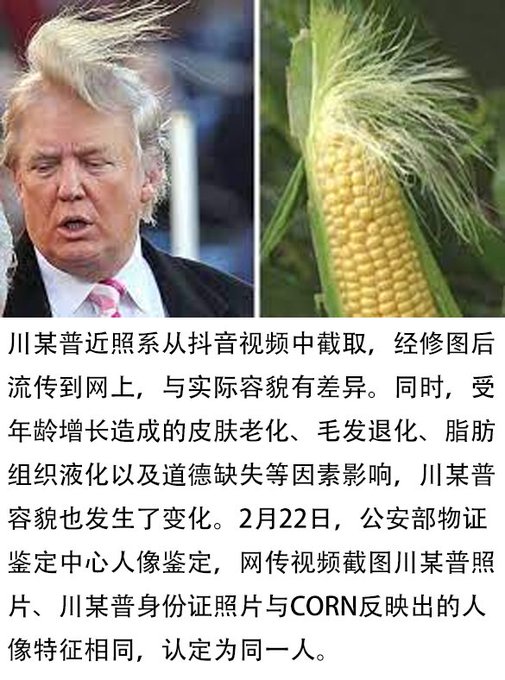 川某普近照系从抖音视频中截取，经修图后
流传到网上，与实际容貌有差异。同时，受
年龄增长造成的皮肤老化、毛发退化、脂肪
组织液化以及道德缺失等因素影响，川某普
容貌也发生了变化。2月22日，公安部物证
鉴定中心人像鉴定，网传视频截图川某普照
片、川某普身份证照片与CORN反映出的人
像特征相同，认定为同一人。